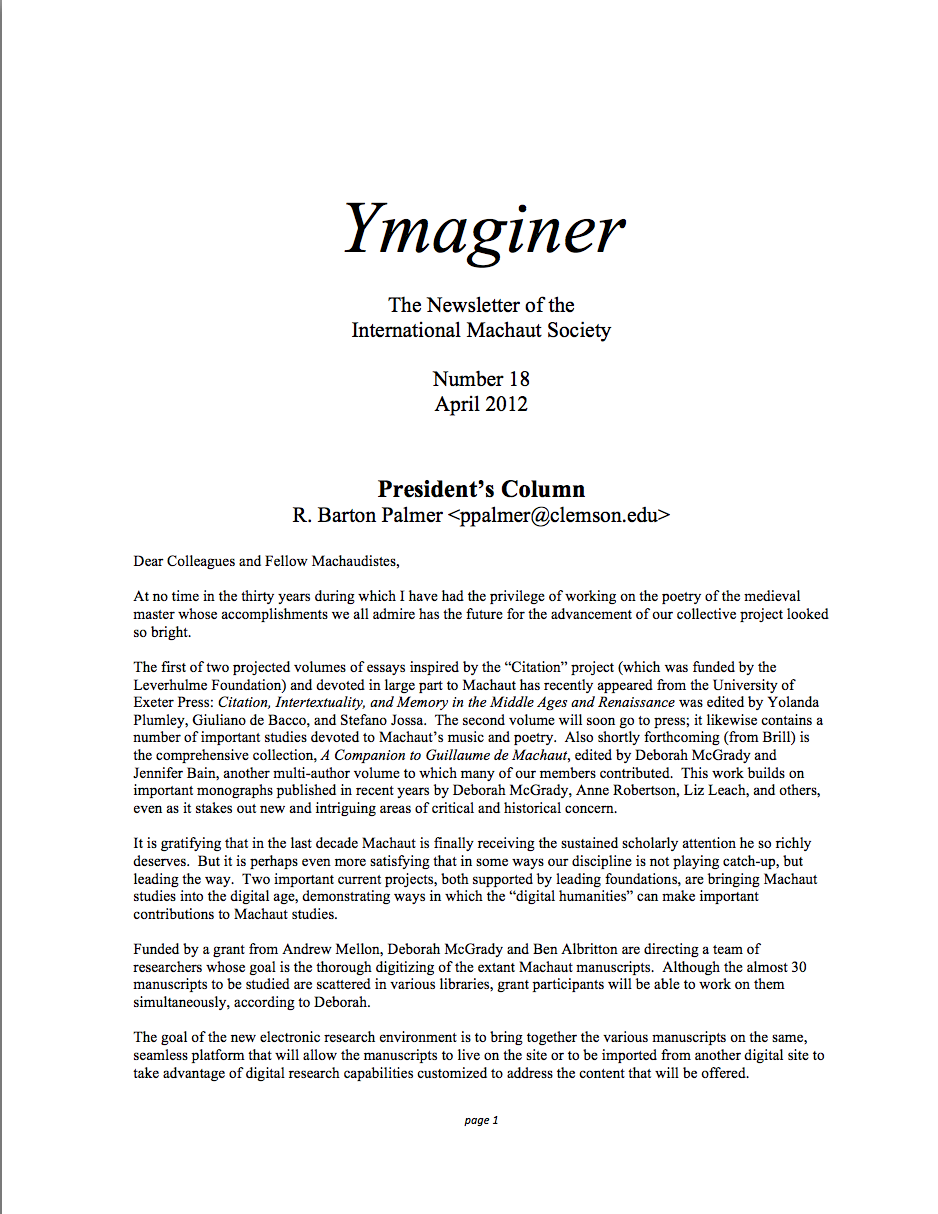 Ymaginer
The Newsletter of the
International Machaut Society
Number 18
April 2012
President’s Column
R. Barton Palmer <ppalmer@clemson.edu>
Dear Colleagues and Fellow Machaudistes,
At no time in the thirty years during which I have had the privilege of working on the poetry of the medieval
master whose accomplishments we all admire has the future for the advancement of our collective project looked
so bright.
The first of two projected volumes of essays inspired by the “Citation” project (which was funded by the
Leverhulme Foundation) and devoted in large part to Machaut has recently appeared from the University of
Exeter Press: Citation, Intertextuality, and Memory in the Middle Ages and Renaissance was edited by Yolanda
Plumley, Giuliano de Bacco, and Stefano Jossa.  The second volume will soon go to press; it likewise contains a
number of important studies devoted to Machaut’s music and poetry.  Also shortly forthcoming (from Brill) is
the comprehensive collection, A Companion to Guillaume de Machaut, edited by Deborah McGrady and
Jennifer Bain, another multi-author volume to which many of our members contributed.  This work builds on
important monographs published in recent years by Deborah McGrady, Anne Robertson, Liz Leach, and others,
even as it stakes out new and intriguing areas of critical and historical concern.
It is gratifying that in the last decade Machaut is finally receiving the sustained scholarly attention he so richly
deserves.  But it is perhaps even more satisfying that in some ways our discipline is not playing catch-up, but
leading the way.  Two important current projects, both supported by leading foundations, are bringing Machaut
studies into the digital age, demonstrating ways in which the “digital humanities” can make important
contributions to Machaut studies.
Funded by a grant from Andrew Mellon, Deborah McGrady and Ben Albritton are directing a team of
researchers whose goal is the thorough digitizing of the extant Machaut manuscripts.  Although the almost 30
manuscripts to be studied are scattered in various libraries, grant participants will be able to work on them
simultaneously, according to Deborah.
The goal of the new electronic research environment is to bring together the various manuscripts on the same,
seamless platform that will allow the manuscripts to live on the site or to be imported from another digital site to
take advantage of digital research capabilities customized to address the content that will be offered.
page 1